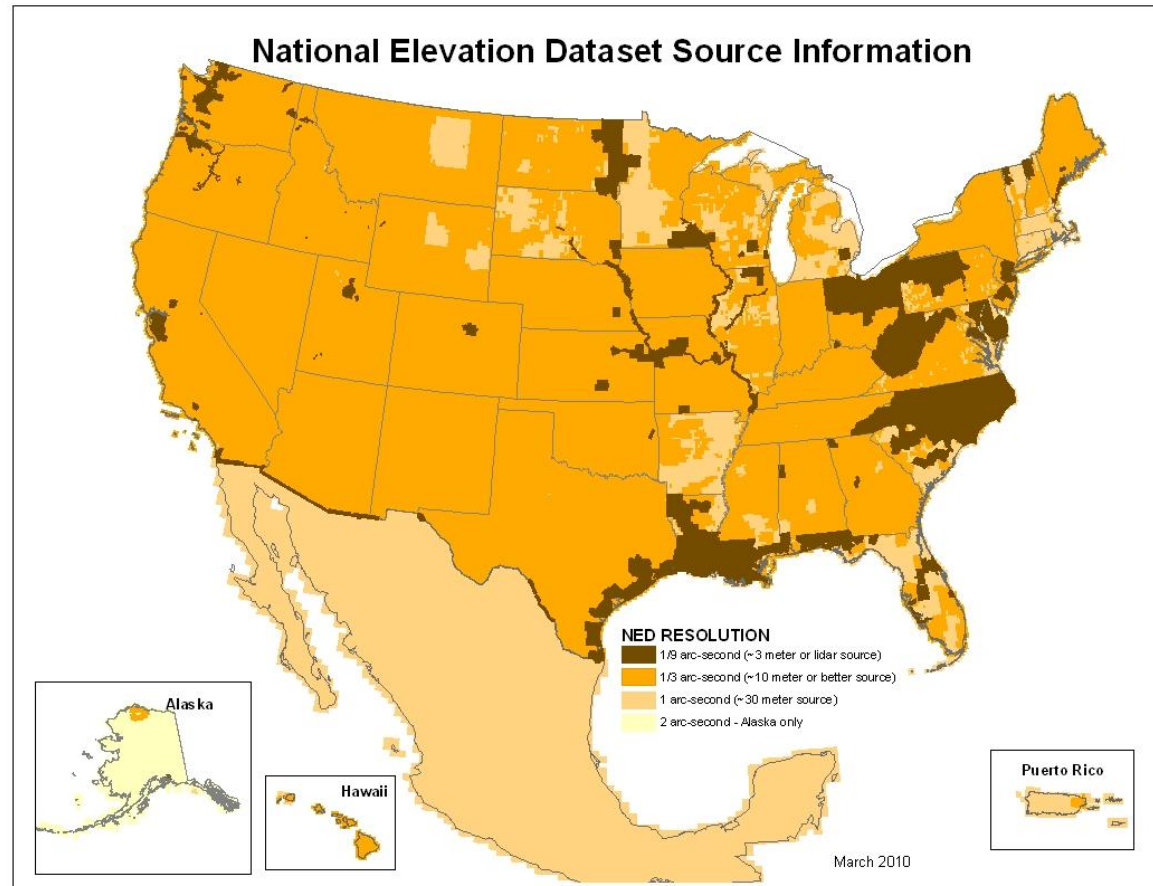 National Elevation Dataset Source Information
NED RESOLUTION
1/9 arc-second (~3 meter or lidar source)
1/3 arc-second (~10 meter or better source)
1 arc-second (~30 meter source)
2 arc-second - Alaska only
Alaska
Hawaii
Puerto Rico
March 2010